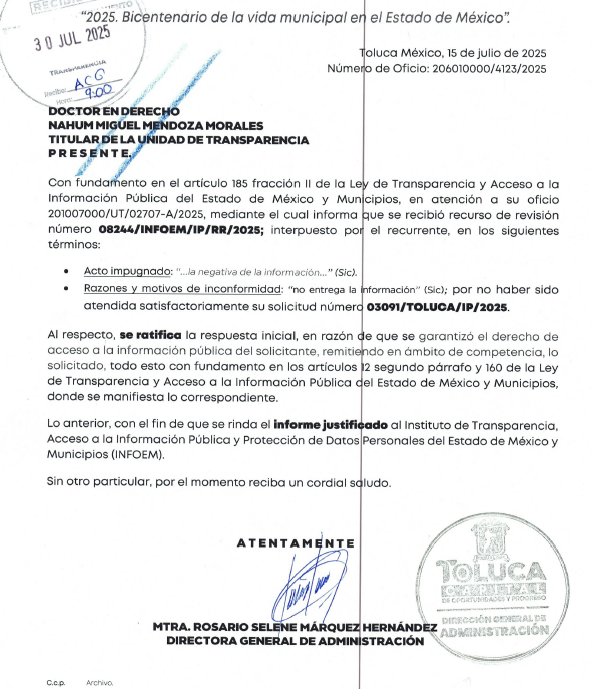 "2025. Bicentenario de la vida municipal en el Estado de México".
30 JUL 2025
TRANSPARENCIA
ACG
9:00
Toluca México, 15 de julio de 2025
Número de Oficio: 206010000/4123/2025
DOCTOR EN DERECHO
NAHUM MIGUEL MENDOZA MORALES
TITULAR DE LA UNIDAD DE TRANSPARENCIA
P R E S E N T E.
Con fundamento en el artículo 185 fracción II de la Ley de Transparencia y Acceso a la
Información Pública del Estado de México y Municipios, en atención a su oficio
201007000/UT/02707-A/2025, mediante el cual informa que se recibió recurso de revisión
número 08244/INFOEM/IP/RR/2025; interpuesto por el recurrente, en los siguientes
términos:
• Acto impugnado: "...la negativa de la información..." (Sic).
• Razones y motivos de inconformidad: "no entrega la información" (Sic); por no haber sido
atendida satisfactoriamente su solicitud número 03091/TOLUCA/IP/2025.
Al respecto, se ratifica la respuesta inicial, en razón de que se garantizó el derecho de
acceso a la información pública del solicitante, remitiendo en ámbito de competencia, lo
solicitado, todo esto con fundamento en los artículos 12 segundo párrafo y 160 de la Ley
de Transparencia y Acceso a la Información Pública del Estado de México y Municipios,
donde se manifiesta lo correspondiente.
Lo anterior, con el fin de que se rinda el informe justificado al Instituto de Transparencia,
Acceso a la Información Pública y Protección de Datos Personales del Estado de México y
Municipios (INFOEM).
Sin otro particular, por el momento reciba un cordial saludo.
A T E N T A M E N T E
TOLUCA
CAPITAL
DE OPORTUNIDADES Y PROGRESO
DIRECCIÓN GENERAL DE
ADMINISTRACIÓN
MTRA. ROSARIO SELENE MÁRQUEZ HERNÁNDEZ
DIRECTORA GENERAL DE ADMINISTRACIÓN
C.c.p. Archivo.